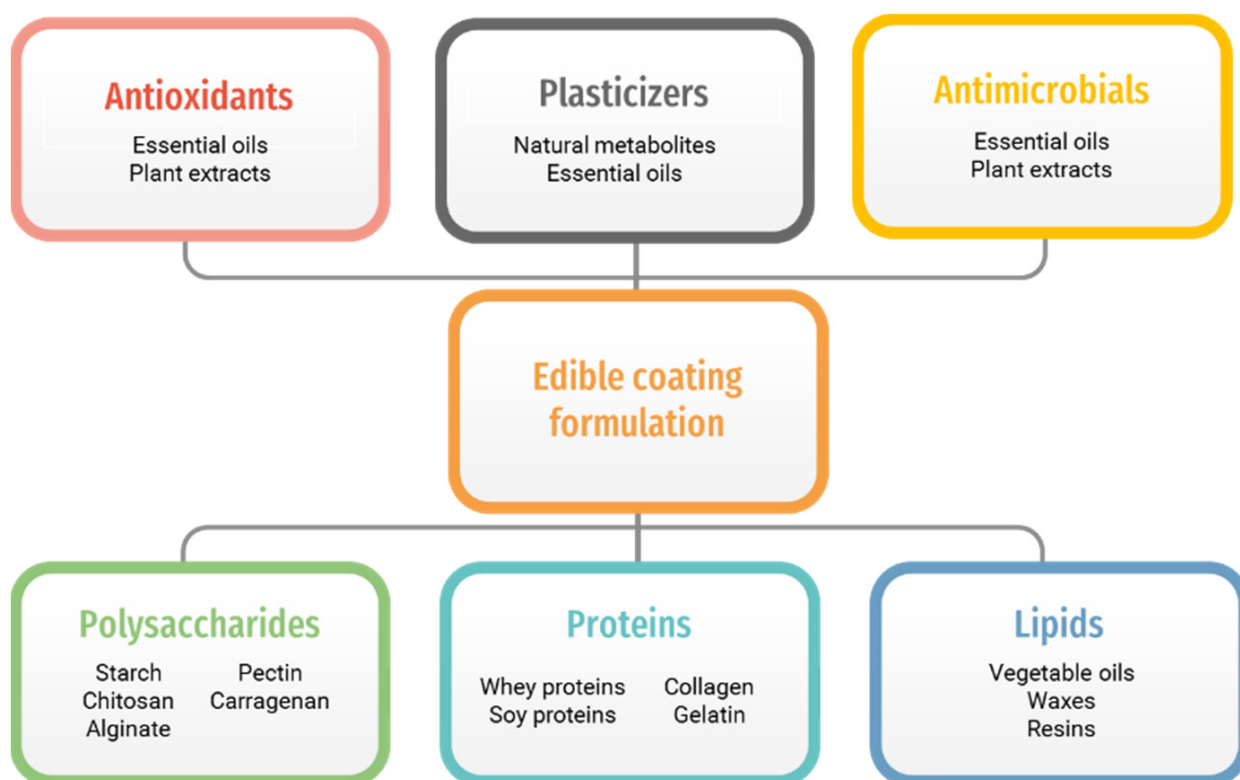 Antioxidants
Essential oils
Plant extracts
Plasticizers
Natural metabolites
Essential oils
Antimicrobials
Essential oils
Plant extracts
Edible coating
formulation
Polysaccharides
Starch
Chitosan
Alginate
Pectin
Carragenan
Proteins
Whey proteins
Soy proteins
Collagen
Gelatin
Lipids
Vegetable oils
Waxes
Resins